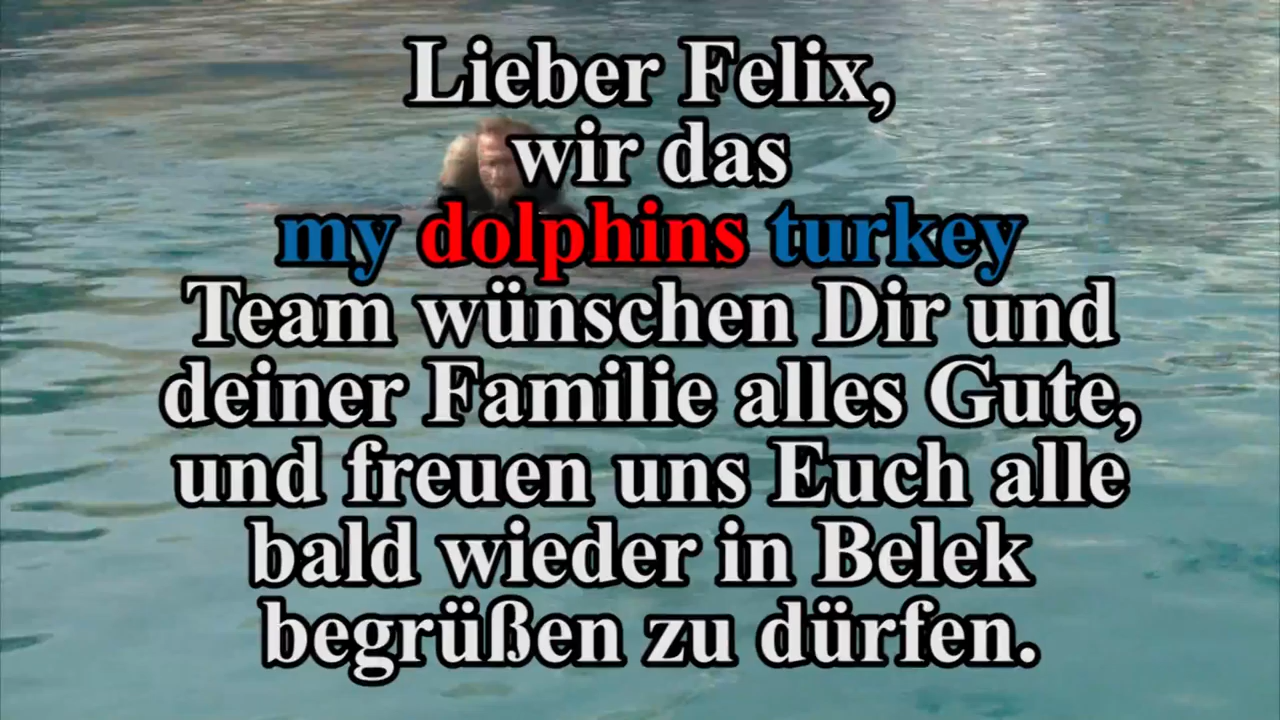 Lieber Felix,
wir das
my dolphins turkey
Team wünschen Dir und
deiner Familie alles Gute,
und freuen uns Euch alle
bald wieder in Belek
begrüßen zu dürfen.